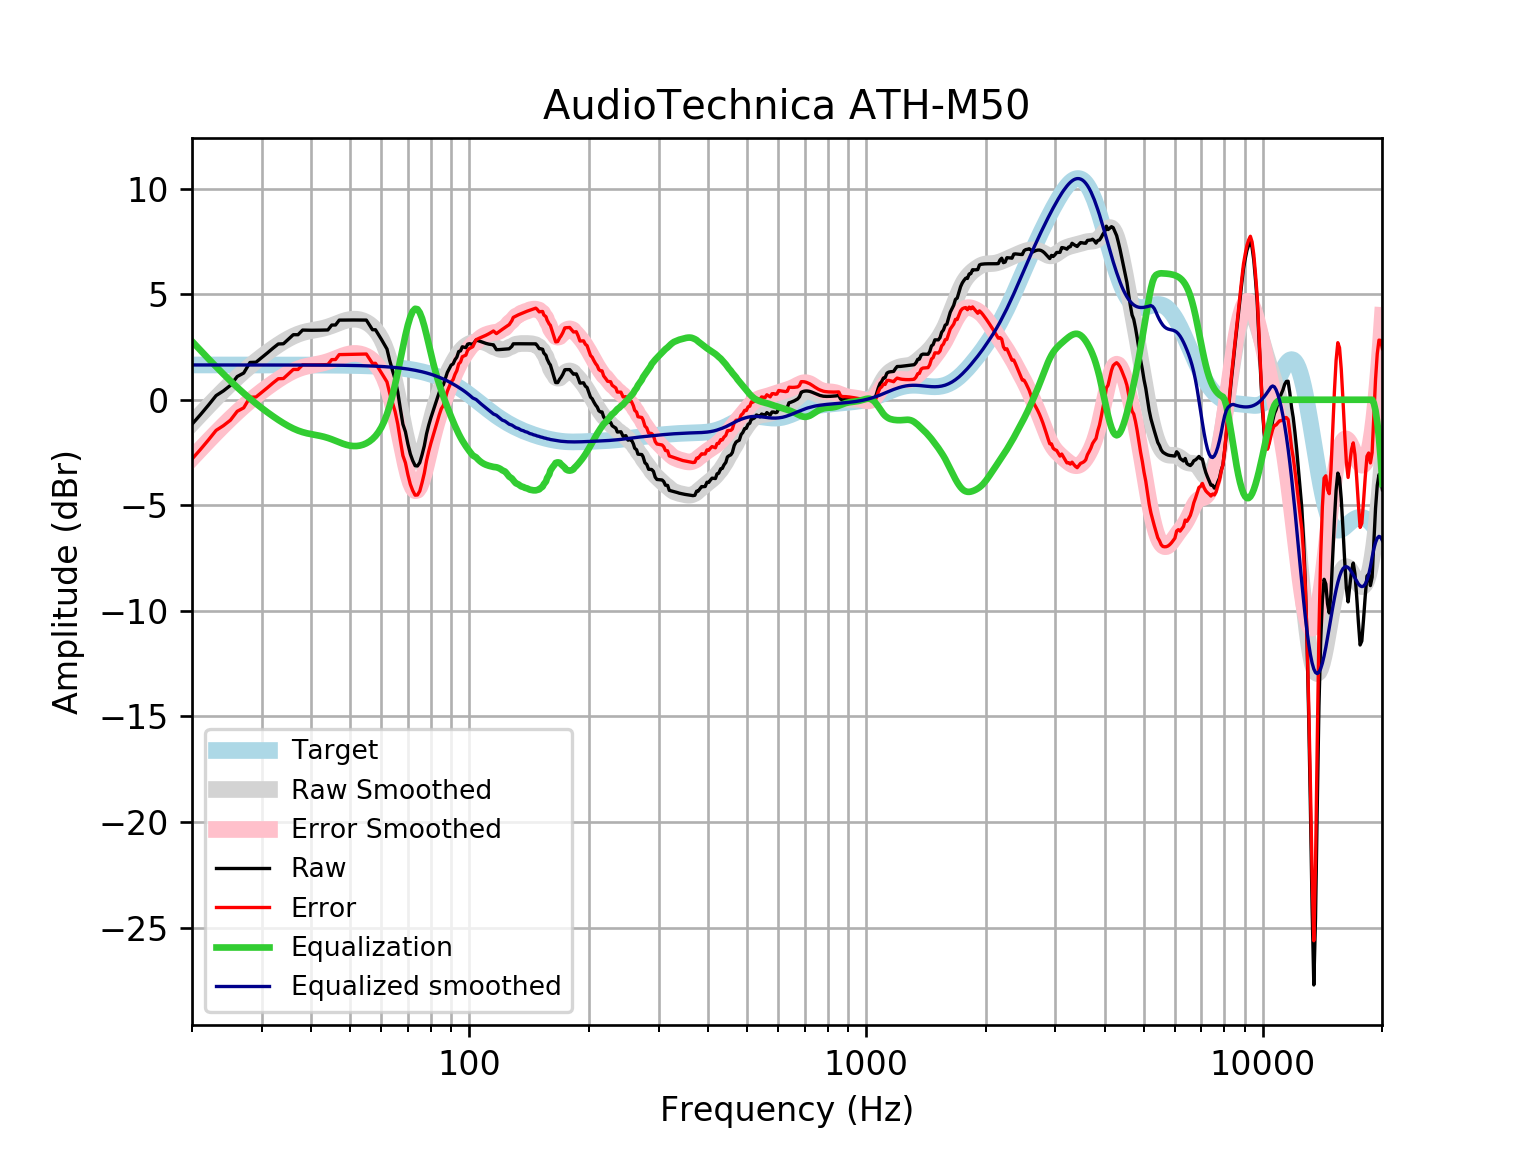 AudioTechnica ATH-M50
Amplitude (dBr)
10
5
0
−5
−10
−15
−20
−25
Target
Raw Smoothed
Error Smoothed
Raw
Error
Equalization
Equalized smoothed
100 1000 10000
Frequency (Hz)